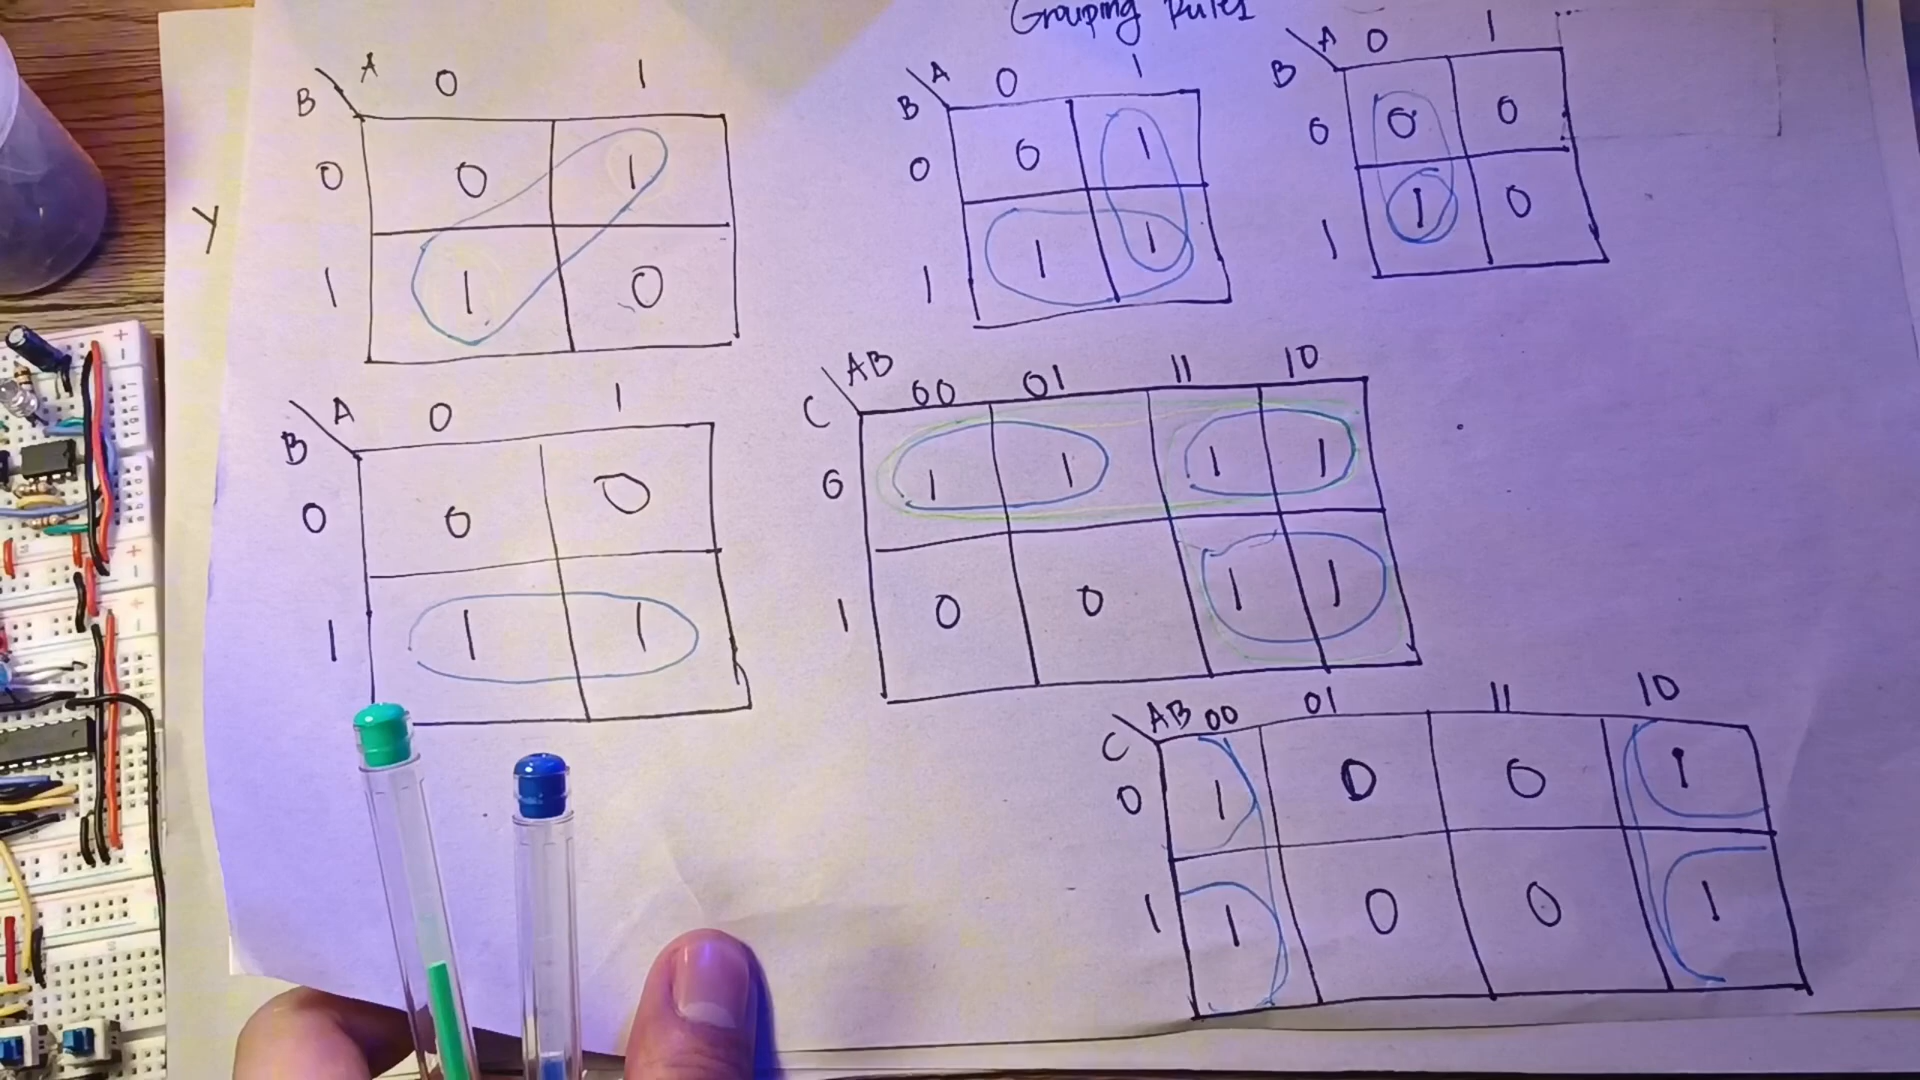 Grouping Rules
A 0 1
B
0 0 1
1 1 0
A 0 1
B
0 0 1
1 1 1
A 0 1
B
0 0 0
1 1 0
Y
A 0 1
B
0 0 0
1 1 1
AB 00 01 11 10
C
0 1 1 1 1
1 0 0 1 1
AB 00 01 11 10
C
0 1 0 0 1
1 1 0 0 1